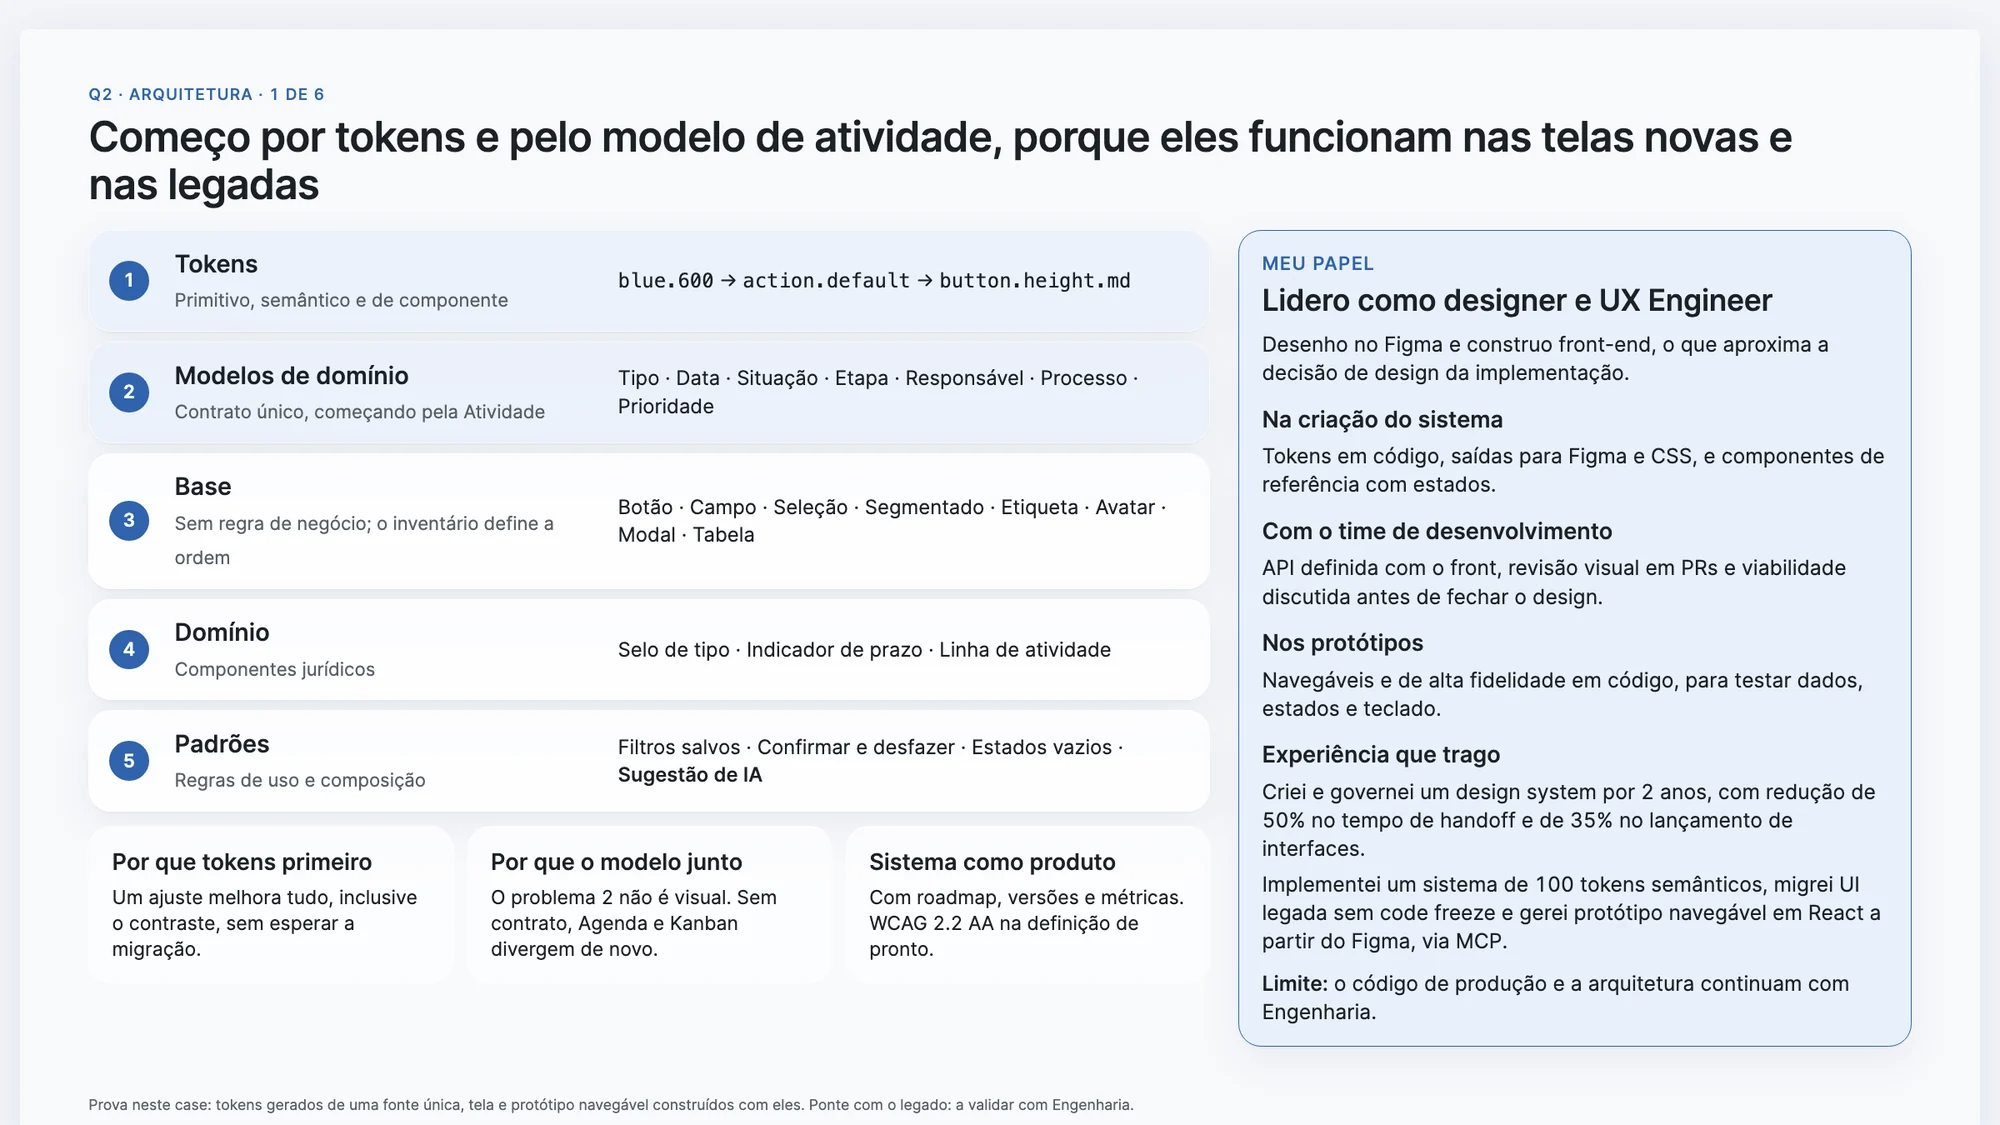 Q2 · ARQUITETURA · 1 DE 6
Começo por tokens e pelo modelo de atividade, porque eles funcionam nas telas novas e
nas legadas
1
Tokens
Primitivo, semântico e de componente
blue.600 → action.default → button.height.md
2
Modelos de domínio
Contrato único, começando pela Atividade
Tipo · Data · Situação · Etapa · Responsável · Processo ·
Prioridade
3
Base
Sem regra de negócio; o inventário define a
ordem
Botão · Campo · Seleção · Segmentado · Etiqueta · Avatar ·
Modal · Tabela
4
Domínio
Componentes jurídicos
Selo de tipo · Indicador de prazo · Linha de atividade
5
Padrões
Regras de uso e composição
Filtros salvos · Confirmar e desfazer · Estados vazios ·
Sugestão de IA
Por que tokens primeiro
Um ajuste melhora tudo, inclusive
o contraste, sem esperar a
migração.
Por que o modelo junto
O problema 2 não é visual. Sem
contrato, Agenda e Kanban
divergem de novo.
Sistema como produto
Com roadmap, versões e métricas.
WCAG 2.2 AA na definição de
pronto.
MEU PAPEL
Lidero como designer e UX Engineer
Desenho no Figma e construo front-end, o que aproxima a
decisão de design da implementação.
Na criação do sistema
Tokens em código, saídas para Figma e CSS, e componentes de
referência com estados.
Com o time de desenvolvimento
API definida com o front, revisão visual em PRs e viabilidade
discutida antes de fechar o design.
Nos protótipos
Navegáveis e de alta fidelidade em código, para testar dados,
estados e teclado.
Experiência que trago
Criei e governei um design system por 2 anos, com redução de
50% no tempo de handoff e de 35% no lançamento de
interfaces.
Implementei um sistema de 100 tokens semânticos, migrei UI
legada sem code freeze e gerei protótipo navegável em React a
partir do Figma, via MCP.
Limite: o código de produção e a arquitetura continuam com
Engenharia.
Prova neste case: tokens gerados de uma fonte única, tela e protótipo navegável construídos com eles. Ponte com o legado: a validar com Engenharia.